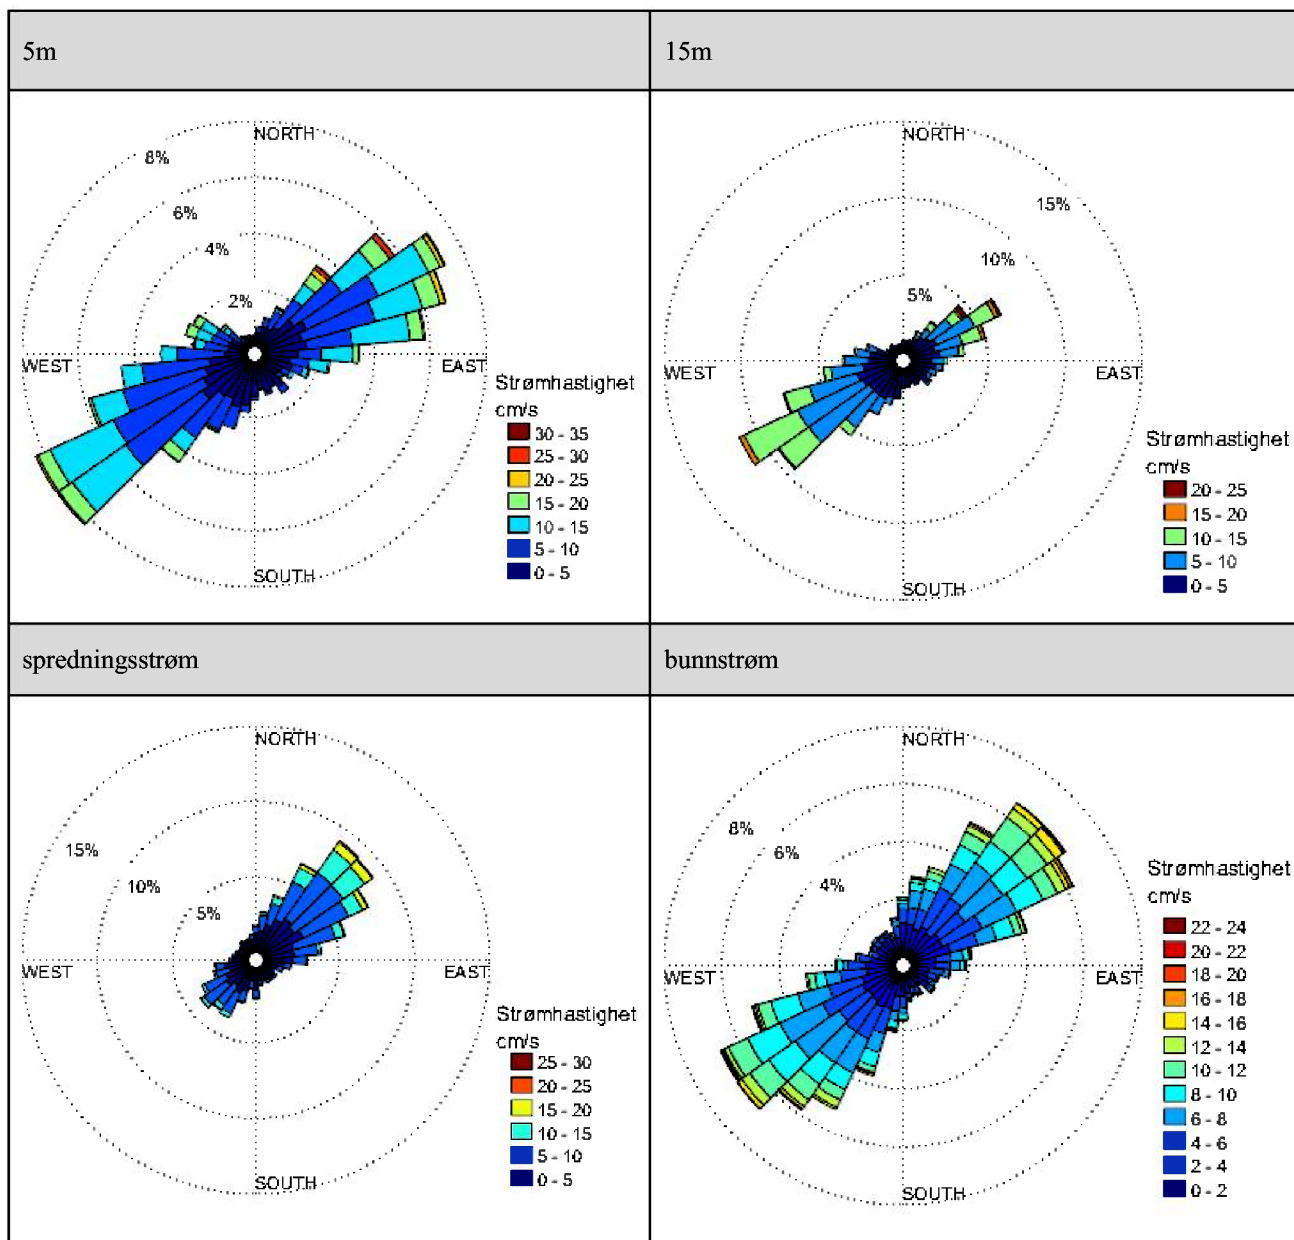 5m
15m
NORTH
8%
6%
4%
2%
WEST
EAST
SOUTH
Strømhastighet
cm/s
30 - 35
25 - 30
20 - 25
15 - 20
10 - 15
5 - 10
0 - 5
NORTH
15%
10%
5%
WEST
EAST
SOUTH
Strømhastighet
cm/s
20 - 25
15 - 20
10 - 15
5 - 10
0 - 5
spredningsstrøm
bunnstrøm
NORTH
15%
10%
5%
WEST
EAST
SOUTH
Strømhastighet
cm/s
25 - 30
20 - 25
15 - 20
10 - 15
5 - 10
0 - 5
NORTH
8%
6%
4%
WEST
EAST
SOUTH
Strømhastighet
cm/s
22 - 24
20 - 22
18 - 20
16 - 18
14 - 16
12 - 14
10 - 12
8 - 10
6 - 8
4 - 6
2 - 4
0 - 2